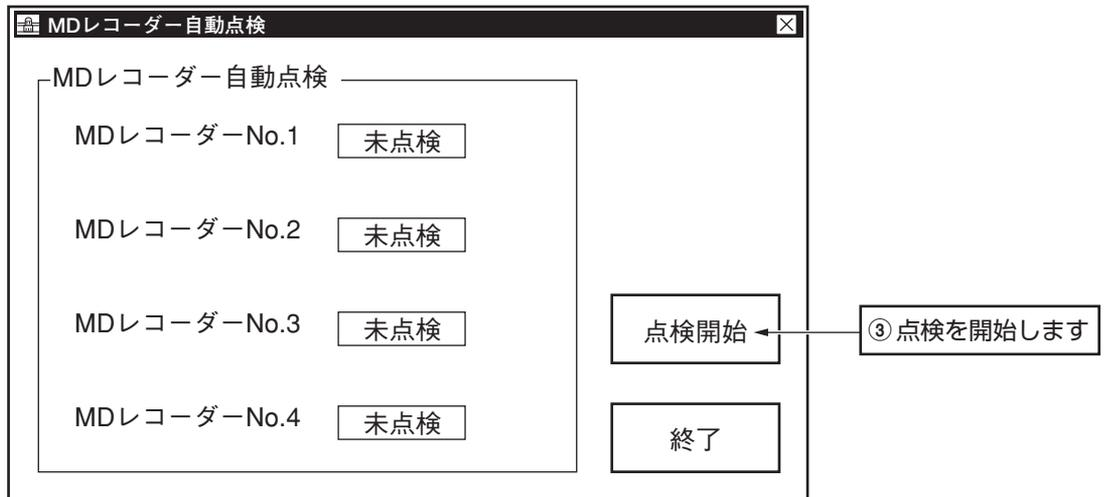 MDレコーダー自動点検
MDレコーダー自動点検
MDレコーダーNo.1 未点検
MDレコーダーNo.2 未点検
MDレコーダーNo.3 未点検
点検開始
③点検を開始します
MDレコーダーNo.4 未点検
終了